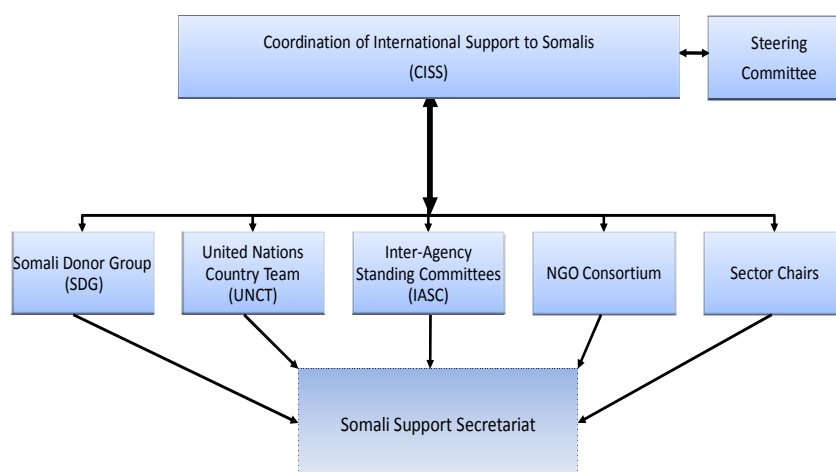 Coordination of International Support to Somalis
(CISS)
Steering
Committee
Somali Donor Group
(SDG)
United Nations
Country Team
(UNCT)
Inter-Agency
Standing Committees
(IASC)
NGO Consortium
Sector Chairs
Somali Support Secretariat